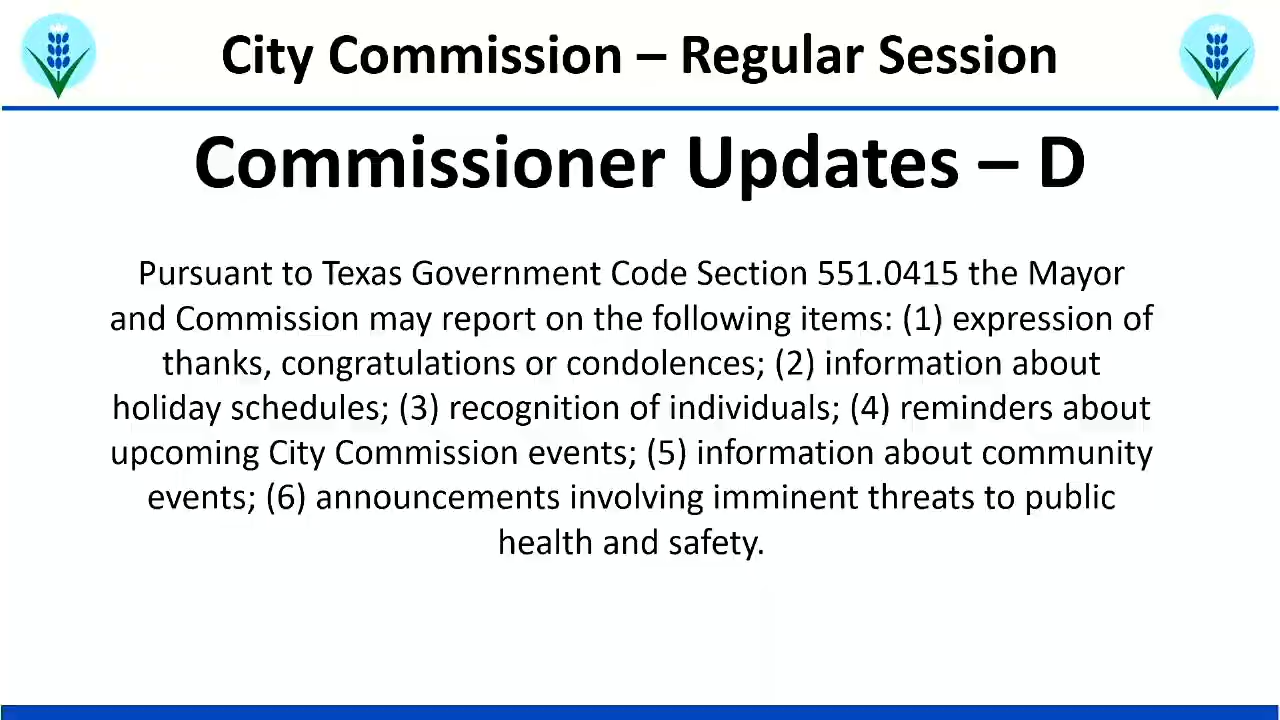 City Commission – Regular Session
Commissioner Updates – D
Pursuant to Texas Government Code Section 551.0415 the Mayor
and Commission may report on the following items: (1) expression of
thanks, congratulations or condolences; (2) information about
holiday schedules; (3) recognition of individuals; (4) reminders about
upcoming City Commission events; (5) information about community
events; (6) announcements involving imminent threats to public
health and safety.